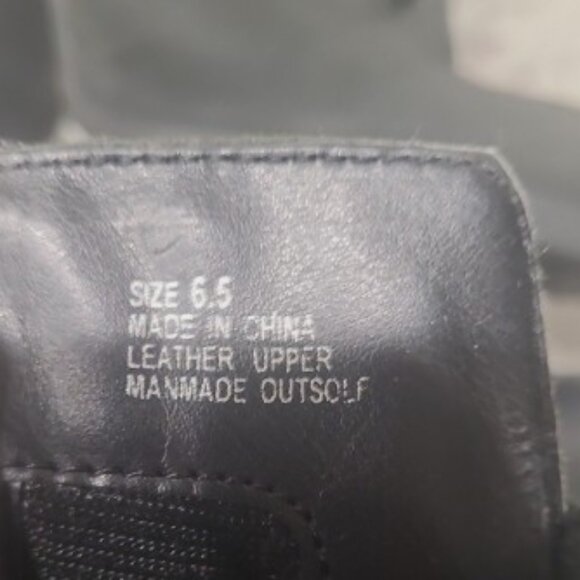 SIZE 6.5
MADE IN CHINA
LEATHER UPPER
MANMADE OUTSOLE